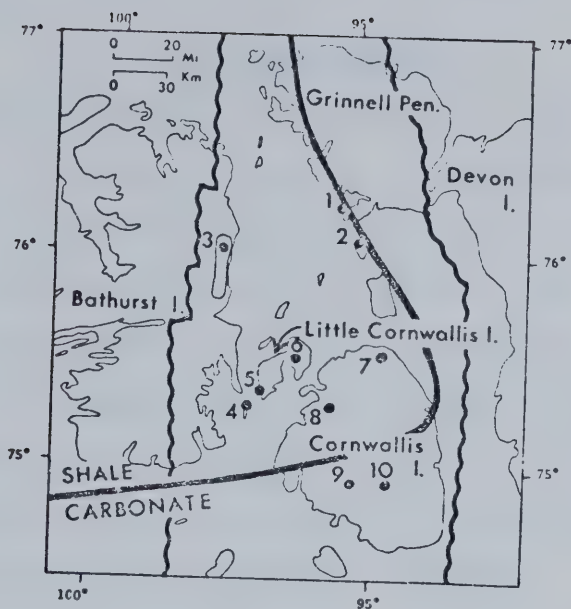 77°
100°
95°
77°
0 20
Mi
Km
0 30
Grinnell Pen.
Devon
I.
1
2
3
76°
76°
Bathurst I.
Little Cornwallis I.
6
7
5
4
8
Cornwallis
I.
75°
75°
SHALE
CARBONATE
9
10
100°
95°